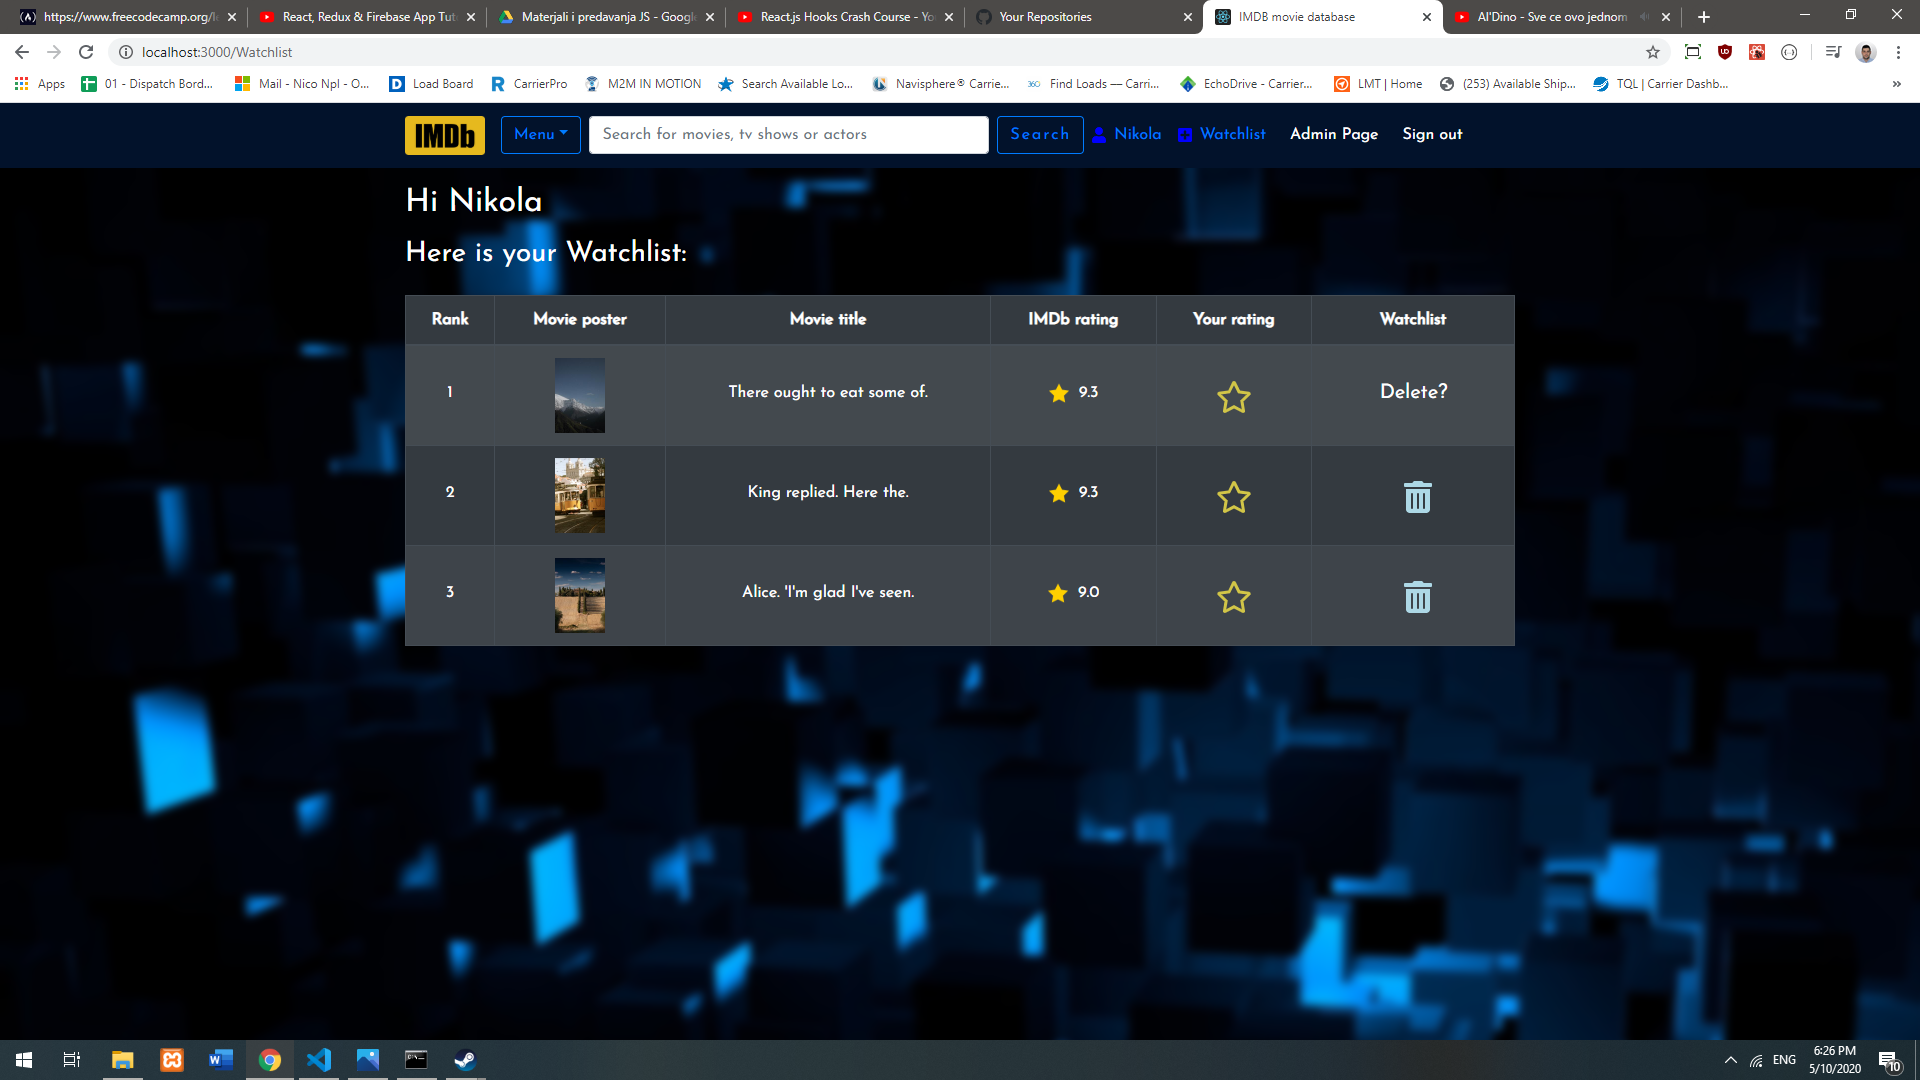 https://www.freecodecamp.org/le
React, Redux & Firebase App Tut
Materjali i predavanja JS - Google
React.js Hooks Crash Course - Yo
Your Repositories
IMDB movie database
Al'Dino - Sve ce ovo jednom
localhost:3000/Watchlist
Apps
01 - Dispatch Bord...
Mail - Nico Npl - O...
Load Board
CarrierPro
M2M IN MOTION
Search Available Lo...
Navisphere® Carrie...
360
Find Loads — Carri...
EchoDrive - Carrier...
LMT | Home
(253) Available Ship...
TQL | Carrier Dashb...
»
IMDb
Menu
Search for movies, tv shows or actors
Search
Nikola
Watchlist
Admin Page
Sign out
Hi Nikola
Here is your Watchlist:
Rank Movie poster Movie title IMDb rating Your rating Watchlist
1 There ought to eat some of. 9.3 Delete?
2 King replied. Here the. 9.3
3 Alice. 'I'm glad I've seen. 9.0
ENG
6:26 PM
5/10/2020
10